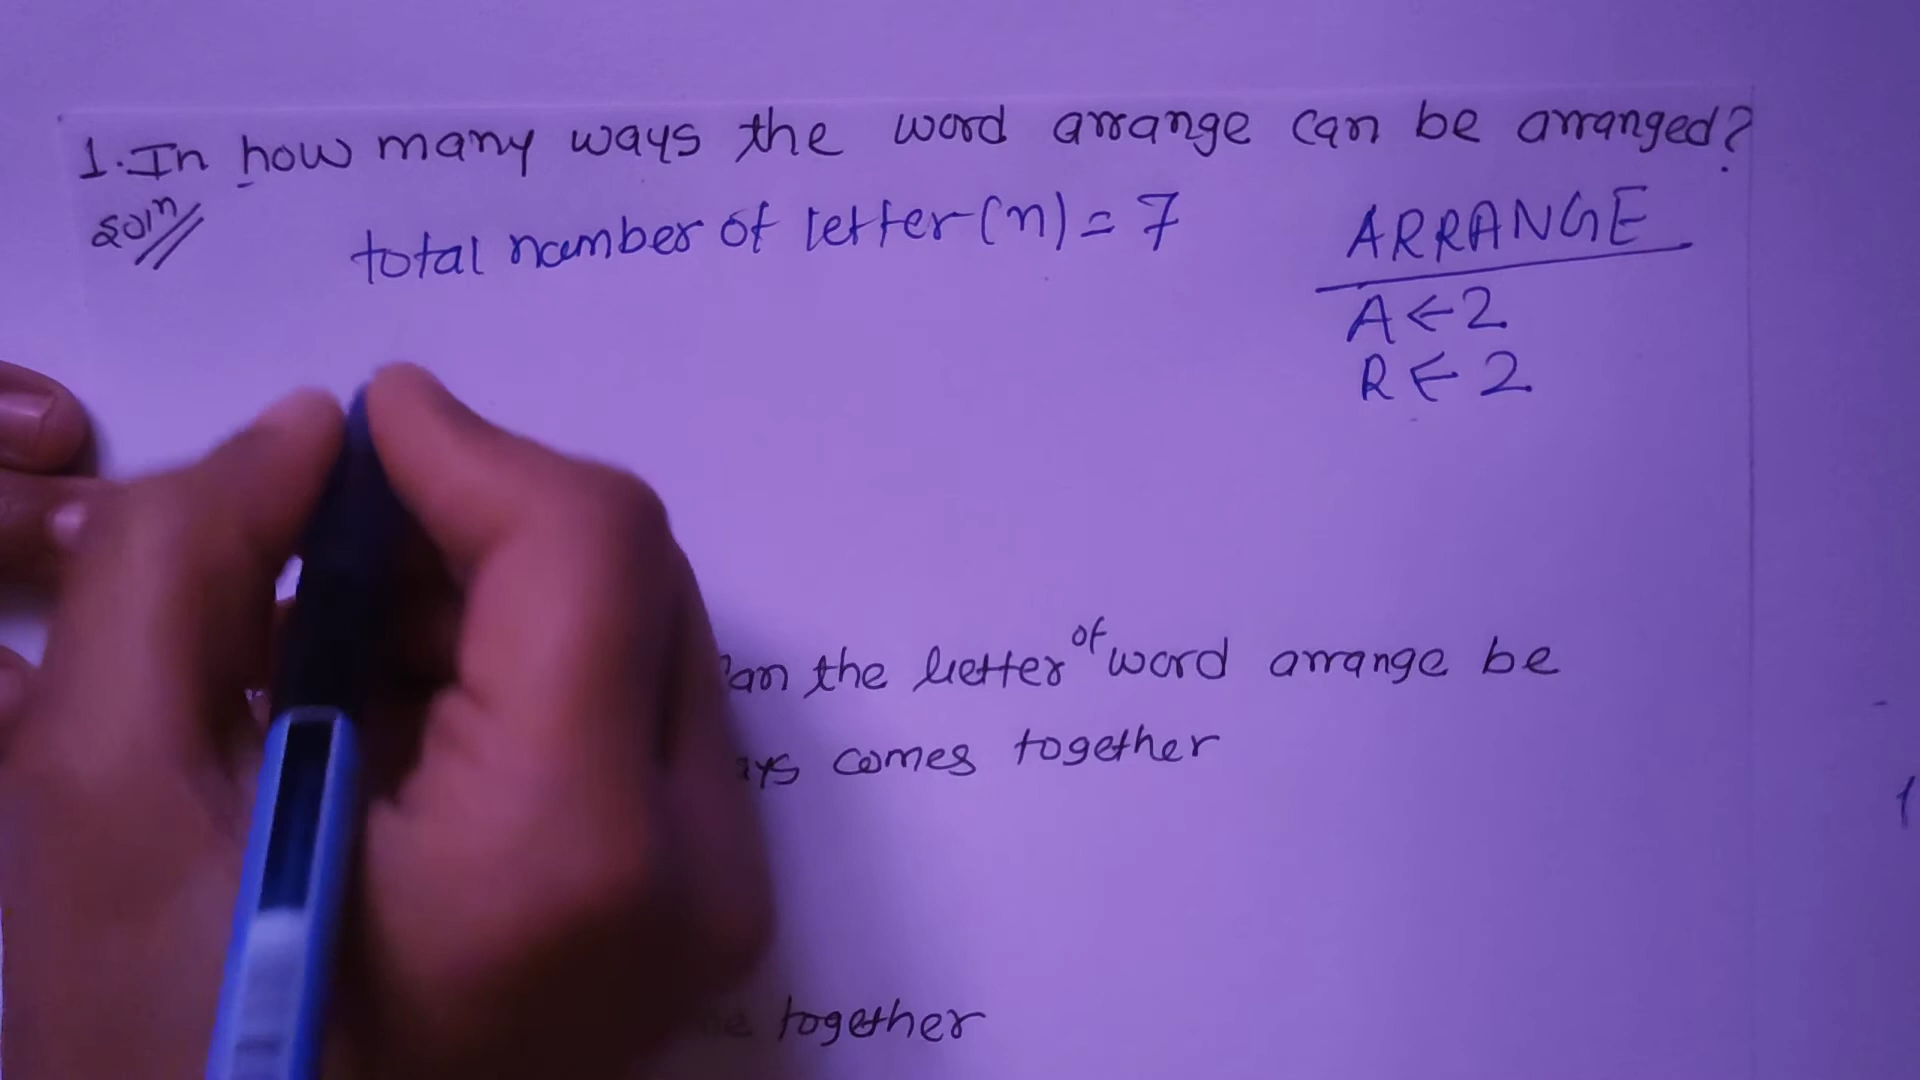 1. In how many ways the word arrange can be arranged?
Soln
total number of letter (n) = 7
ARRANGE
A ← 2
R ← 2
the letter of word arrange be
comes together
together